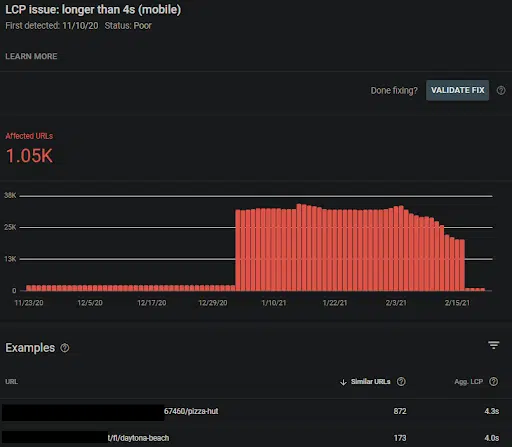 LCP issue: longer than 4s (mobile)
First detected: 11/10/20 Status: Poor
LEARN MORE
Done fixing? VALIDATE FIX
Affected URLs
1.05K
38K
25K
13K
0
11/23/20 12/5/20 12/17/20 12/29/20 1/10/21 1/22/21 2/3/21 2/15/21
Examples
URL Similar URLs Agg. LCP
67460/pizza-hut 872 4.3s
t/fl/daytona-beach 173 4.0s